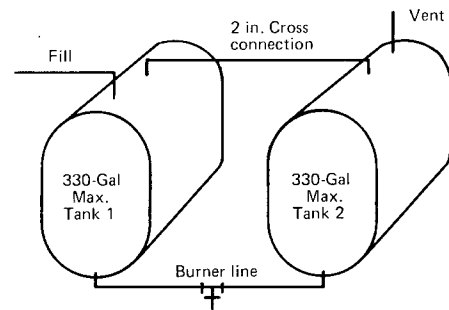 2 in. Cross
connection
Vent
Fill
330-Gal
Max.
Tank 1
330-Gal
Max.
Tank 2
Burner line